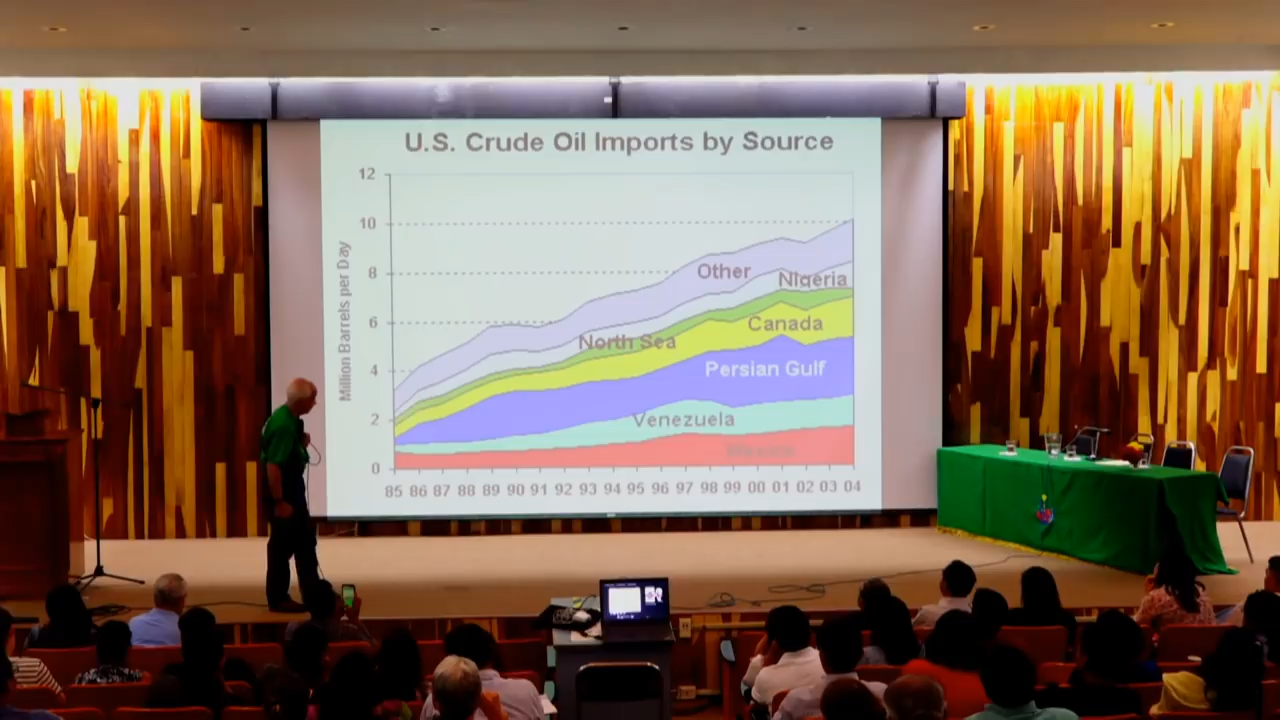 U.S. Crude Oil Imports by Source
Million Barrels per Day
12
10
8
6
4
2
0
Other
Nigeria
North Sea
Canada
Persian Gulf
Venezuela
85 86 87 88 89 90 91 92 93 94 95 96 97 98 99 00 01 02 03 04